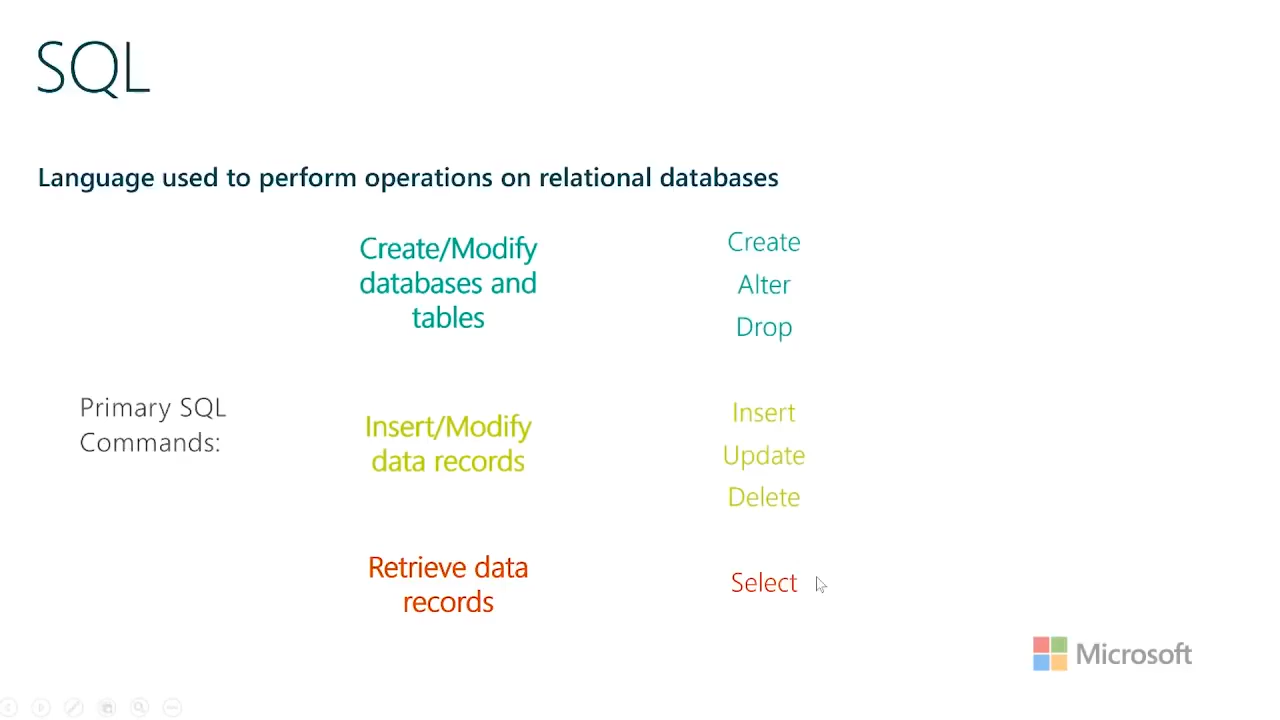 SQL
Language used to perform operations on relational databases
Primary SQL
Commands:
Create/Modify
databases and
tables
Create
Alter
Drop
Insert/Modify
data records
Insert
Update
Delete
Retrieve data
records
Select
Microsoft